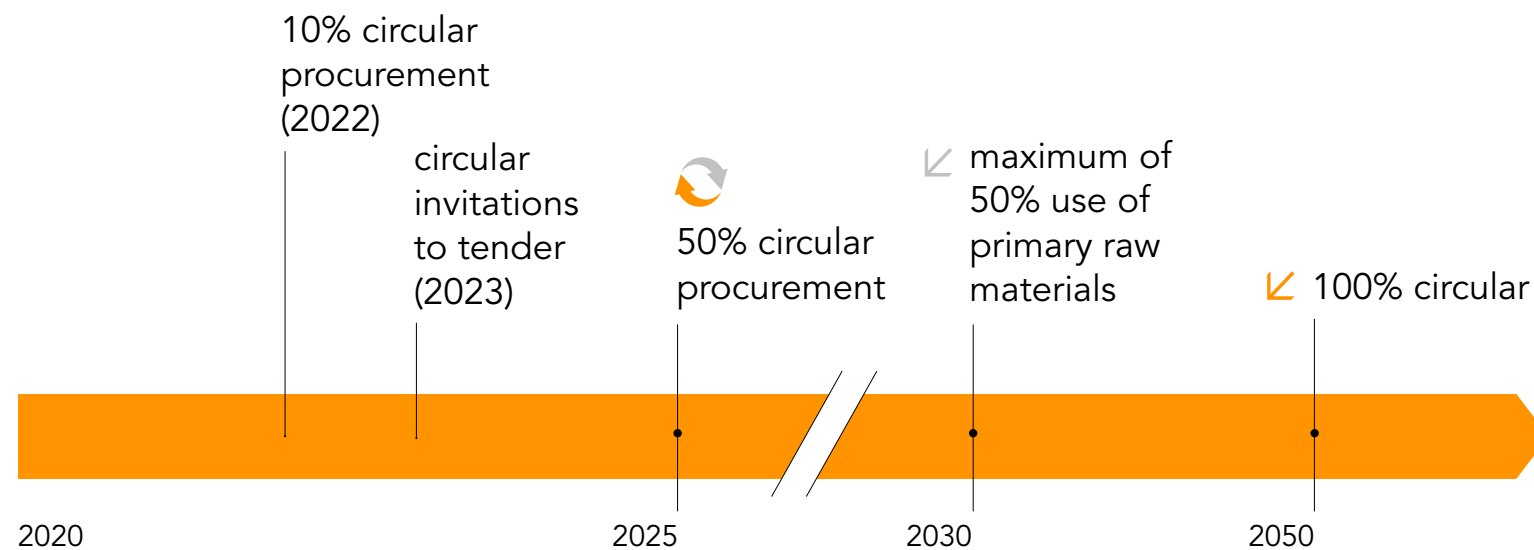 10% circular
procurement
(2022)
circular
invitations
to tender
(2023)
50% circular
procurement
maximum of
50% use of
primary raw
materials
100% circular
2020
2025
2030
2050